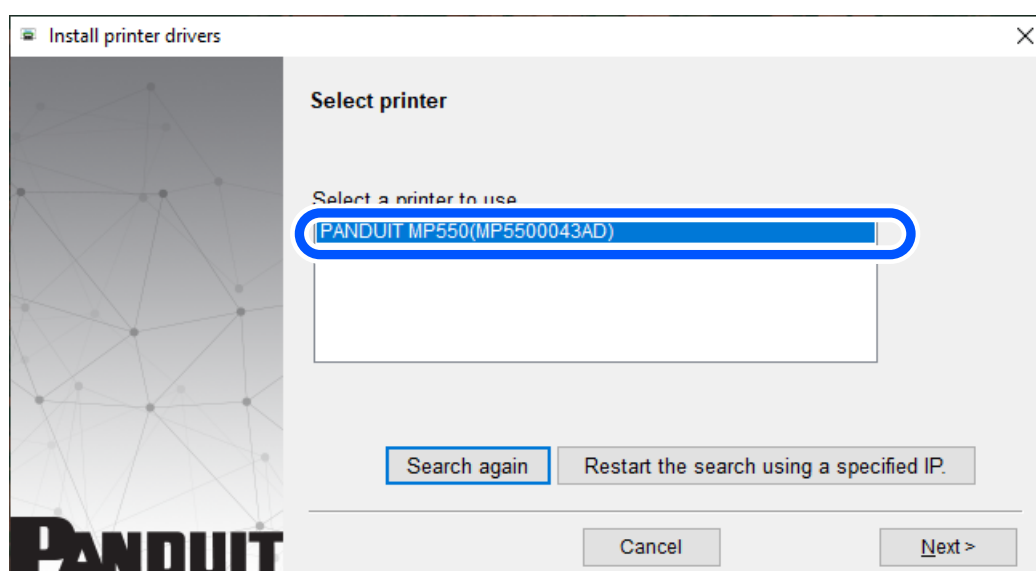 Install printer drivers
Select printer
Select a printer to use
PANDUIT MP550(MP5500043AD)
Search again
Restart the search using a specified IP.
PANDUIT
Cancel
Next >